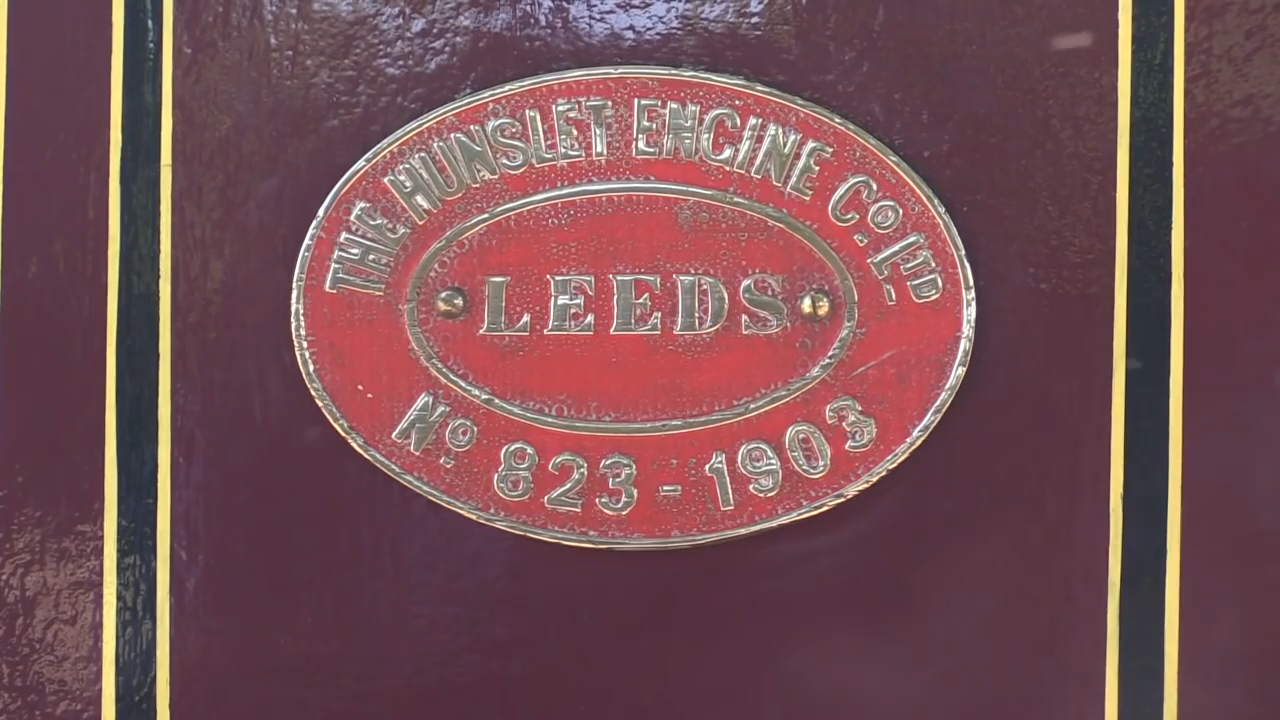 THE HUNSLET ENGINE Co LTD
LEEDS
No 823 - 1903